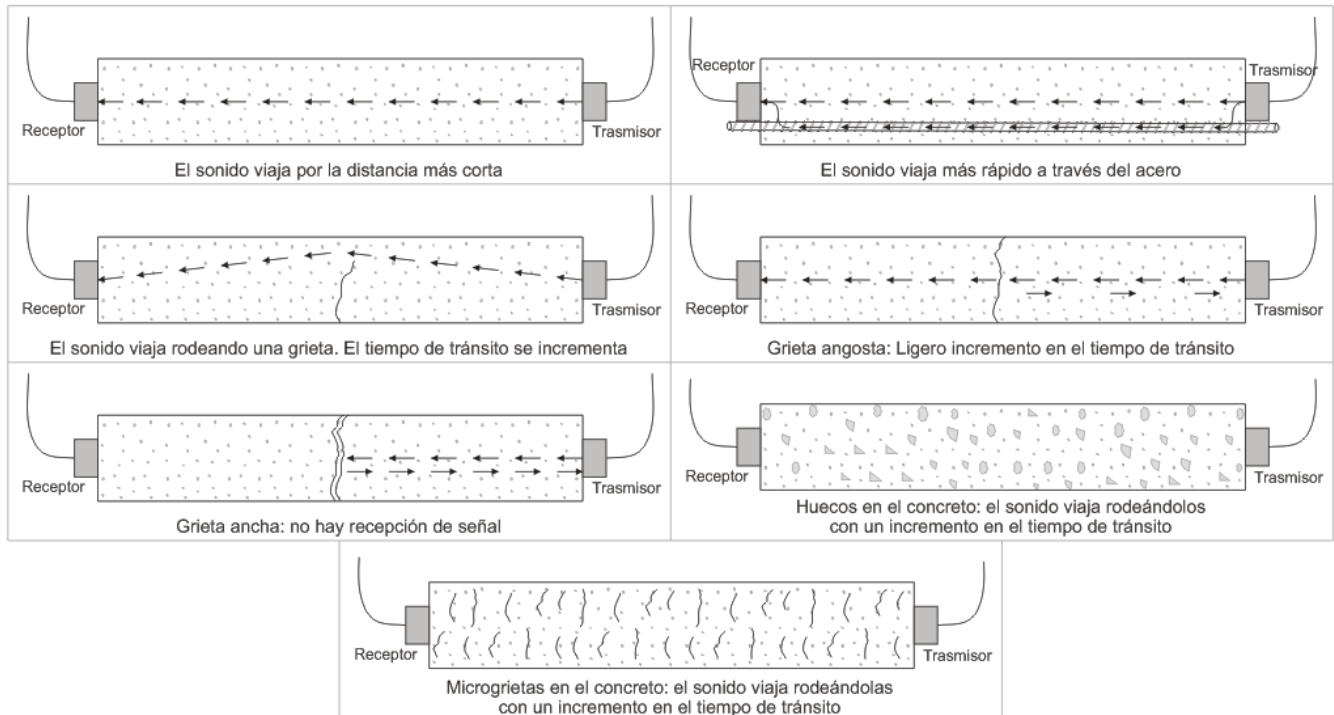 Receptor
Trasmisor
El sonido viaja por la distancia más corta
Receptor
Trasmisor
El sonido viaja más rápido a través del acero
Receptor
Trasmisor
El sonido viaja rodeando una grieta. El tiempo de tránsito se incrementa
Receptor
Trasmisor
Grieta angosta: Ligero incremento en el tiempo de tránsito
Receptor
Trasmisor
Grieta ancha: no hay recepción de señal
Receptor
Trasmisor
Huecos en el concreto: el sonido viaja rodeándolos
con un incremento en el tiempo de tránsito
Receptor
Trasmisor
Microgrietas en el concreto: el sonido viaja rodeándolas
con un incremento en el tiempo de tránsito